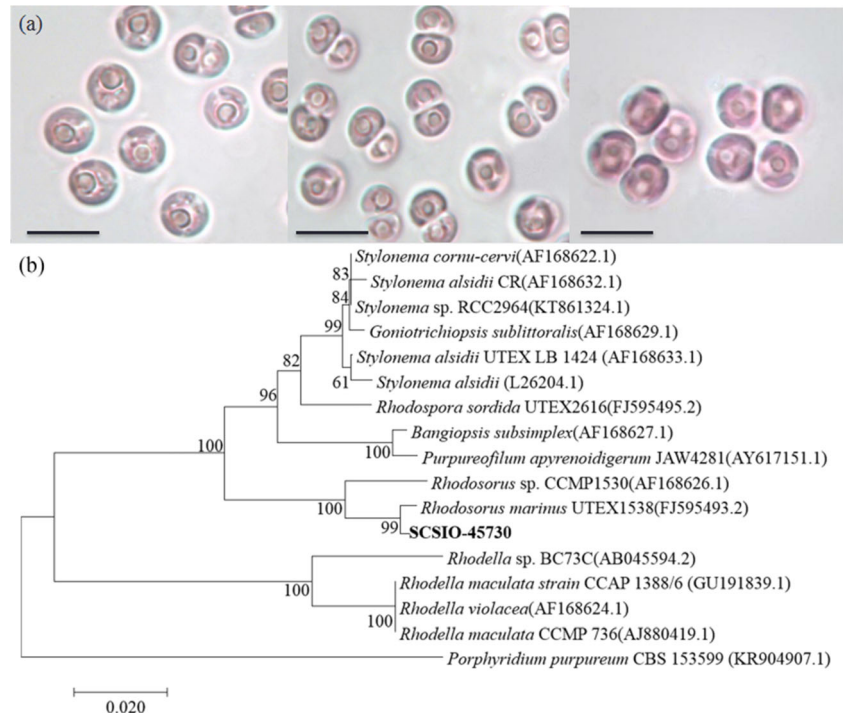 (a)
(b)
Stylonema cornu-cervi(AF168622.1)
83
Stylonema alsidii CR(AF168632.1)
84
Stylonema sp. RCC2964(KT861324.1)
99
Goniotrichiopsis sublittoralis(AF168629.1)
82
Stylonema alsidii UTEX LB 1424 (AF168633.1)
61
Stylonema alsidii (L26204.1)
96
Rhodospora sordida UTEX2616(FJ595495.2)
Bangiopsis subsimplex(AF168627.1)
100
100
Purpureofilum apyrenoidigerum JAW4281(AY617151.1)
Rhodosorus sp. CCMP1530(AF168626.1)
100
Rhodosorus marinus UTEX1538(FJ595493.2)
99
SCSIO-45730
Rhodella sp. BC73C(AB045594.2)
100
Rhodella maculata strain CCAP 1388/6 (GU191839.1)
Rhodella violacea(AF168624.1)
100
Rhodella maculata CCMP 736(AJ880419.1)
Porphyridium purpureum CBS 153599 (KR904907.1)
0.020